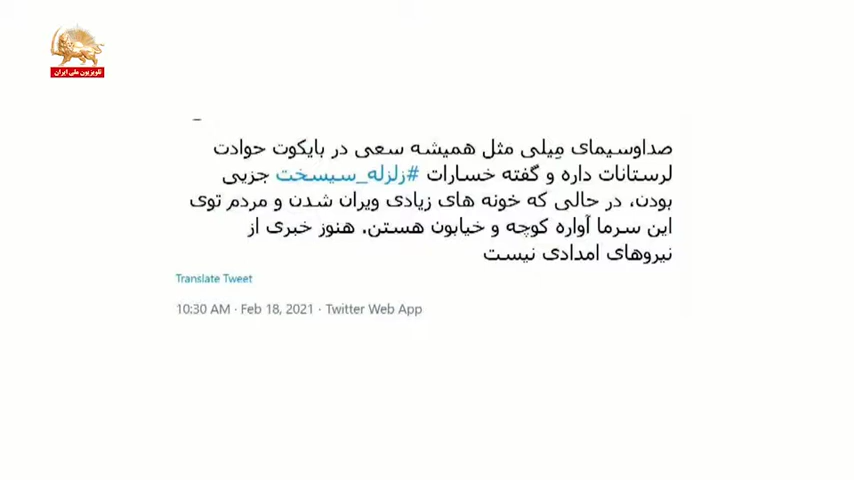 تلویزیون ملی ایران
صداوسیمای مِیلی مثل همیشه سعی در بایکوت حوادت
لرستانات داره و گفته خسارات #زلزله_سیسخت جزیی
بودن، در حالی که خونه های زیادی ویران شدن و مردم توی
این سرما آواره کوچه و خیابون هستن. هنوز خبری از
نیروهای امدادی نیست
Translate Tweet
10:30 AM · Feb 18, 2021 · Twitter Web App